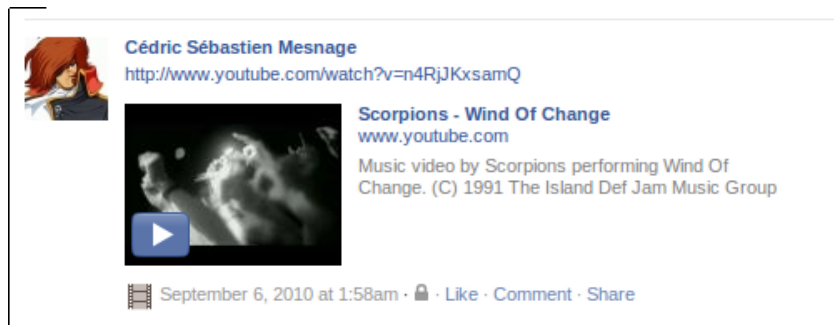 Cédric Sébastien Mesnage
http://www.youtube.com/watch?v=n4RjJKxsamQ
Scorpions - Wind Of Change
www.youtube.com
Music video by Scorpions performing Wind Of
Change. (C) 1991 The Island Def Jam Music Group
September 6, 2010 at 1:58am · · Like · Comment · Share